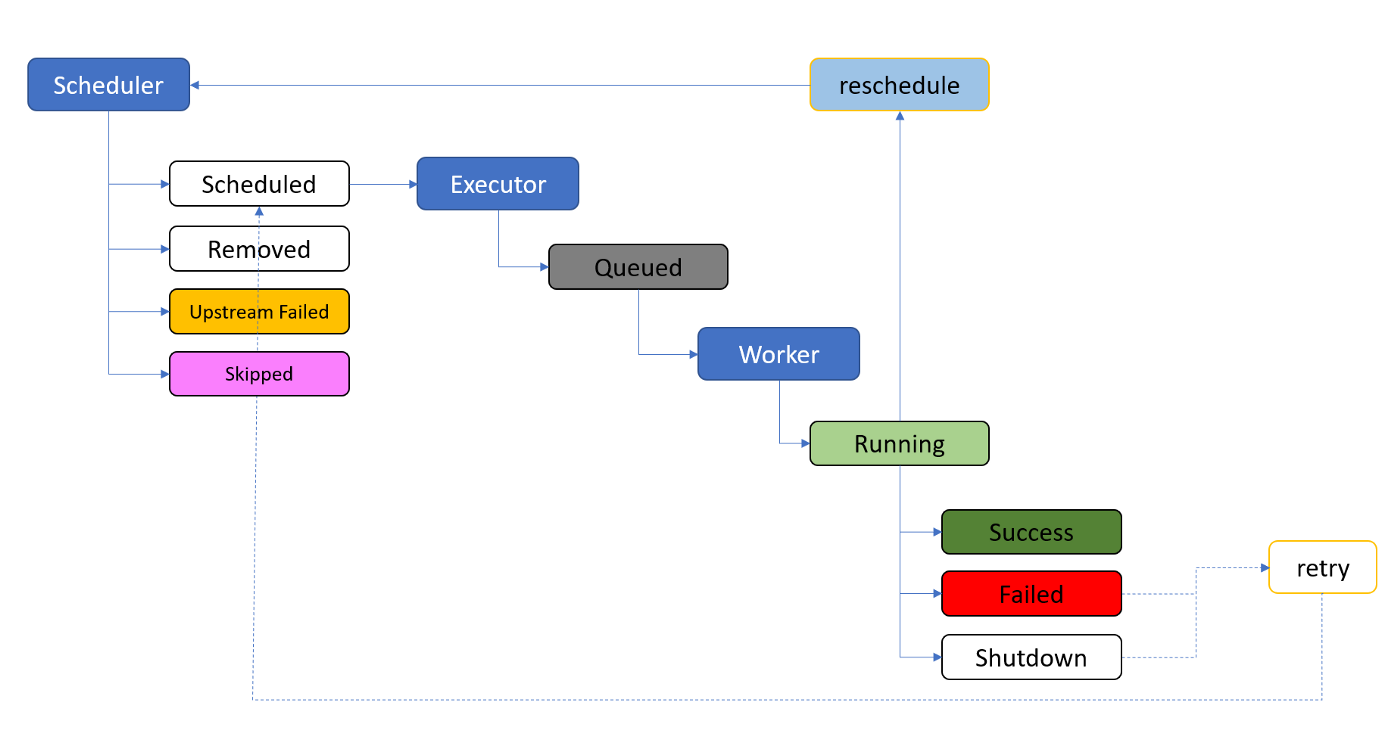 Scheduler
reschedule
Scheduled
Executor
Removed
Queued
Upstream Failed
Worker
Skipped
Running
Success
retry
Failed
Shutdown